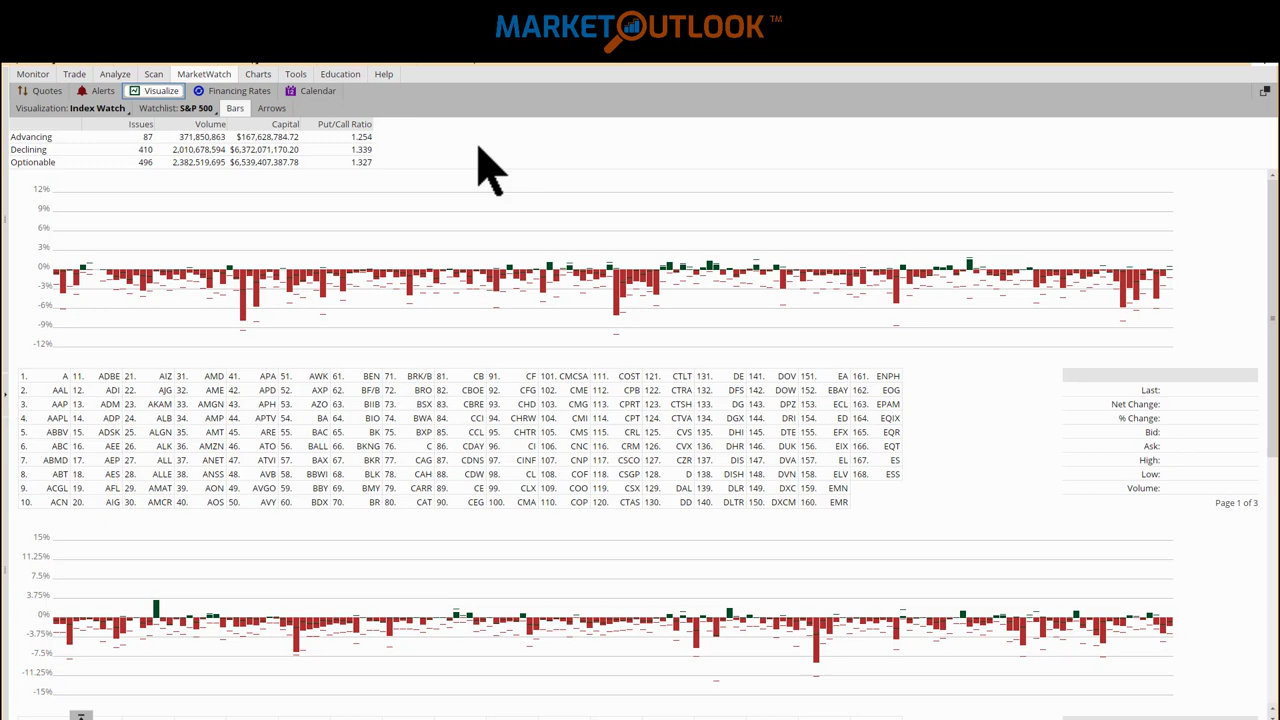 MARKETOUTLOOK™
Monitor Trade Analyze Scan MarketWatch Charts Tools Education Help
Quotes Alerts Visualize Financing Rates Calendar
Visualization: Index Watch Watchlist: S&P 500 Bars Arrows
Issues Volume Capital Put/Call Ratio
Advancing 87 371,850,863 $167,628,784.72 1.254
Declining 410 2,010,678,594 $6,372,071,170.20 1.339
Optionable 496 2,382,519,695 $6,539,407,387.78 1.327
12%
9%
6%
3%
0%
-3%
-6%
-9%
-12%
1. A 11. ADBE 21. AIZ 31. AMD 41. APA 51. AWK 61. BEN 71. BRK/B 81. CB 91. CF 101. CMCSA 111. COST 121. CTLT 131. DE 141. DOV 151. EA 161. ENPH
2. AAL 12. ADI 22. AJG 32. AME 42. APD 52. AXP 62. BF/B 72. BRO 82. CBOE 92. CFG 102. CME 112. CPB 122. CTRA 132. DFS 142. DOW 152. EBAY 162. EOG
3. AAP 13. ADM 23. AKAM 33. AMGN 43. APH 53. AZO 63. BIIB 73. BSX 83. CBRE 93. CHD 103. CMG 113. CPRT 123. CTSH 133. DG 143. DPZ 153. ECL 163. EPAM
4. AAPL 14. ADP 24. ALB 34. AMP 44. APTV 54. BA 64. BIO 74. BWA 84. CCI 94. CHRW 104. CMI 114. CPT 124. CTVA 134. DGX 144. DRI 154. ED 164. EQIX
5. ABBV 15. ADSK 25. ALGN 35. AMT 45. ARE 55. BAC 65. BK 75. BXP 85. CCL 95. CHTR 105. CMS 115. CRL 125. CVS 135. DHI 145. DTE 155. EFX 165. EQR
6. ABC 16. AEE 26. ALK 36. AMZN 46. ATO 56. BALL 66. BKNG 76. C 86. CDAY 96. CI 106. CNC 116. CRM 126. CVX 136. DHR 146. DUK 156. EIX 166. EQT
7. ABMD 17. AEP 27. ALL 37. ANET 47. ATVI 57. BAX 67. BKR 77. CAG 87. CDNS 97. CINF 107. CNP 117. CSCO 127. CZR 137. DIS 147. DVA 157. EL 167. ES
8. ABT 18. AES 28. ALLE 38. ANSS 48. AVB 58. BBWI 68. BLK 78. CAH 88. CDW 98. CL 108. COF 118. CSGP 128. D 138. DISH 148. DVN 158. ELV 168. ESS
9. ACGL 19. AFL 29. AMAT 39. AON 49. AVGO 59. BBY 69. BMY 79. CARR 89. CE 99. CLX 109. COO 119. CSX 129. DAL 139. DLR 149. DXC 159. EMN
10. ACN 20. AIG 30. AMCR 40. AOS 50. AVY 60. BDX 70. BR 80. CAT 90. CEG 100. CMA 110. COP 120. CTAS 130. DD 140. DLTR 150. DXCM 160. EMR
Last:
Net Change:
% Change:
Bid:
Ask:
High:
Low:
Volume:
Page 1 of 3
15%
11.25%
7.5%
3.75%
0%
-3.75%
-7.5%
-11.25%
-15%